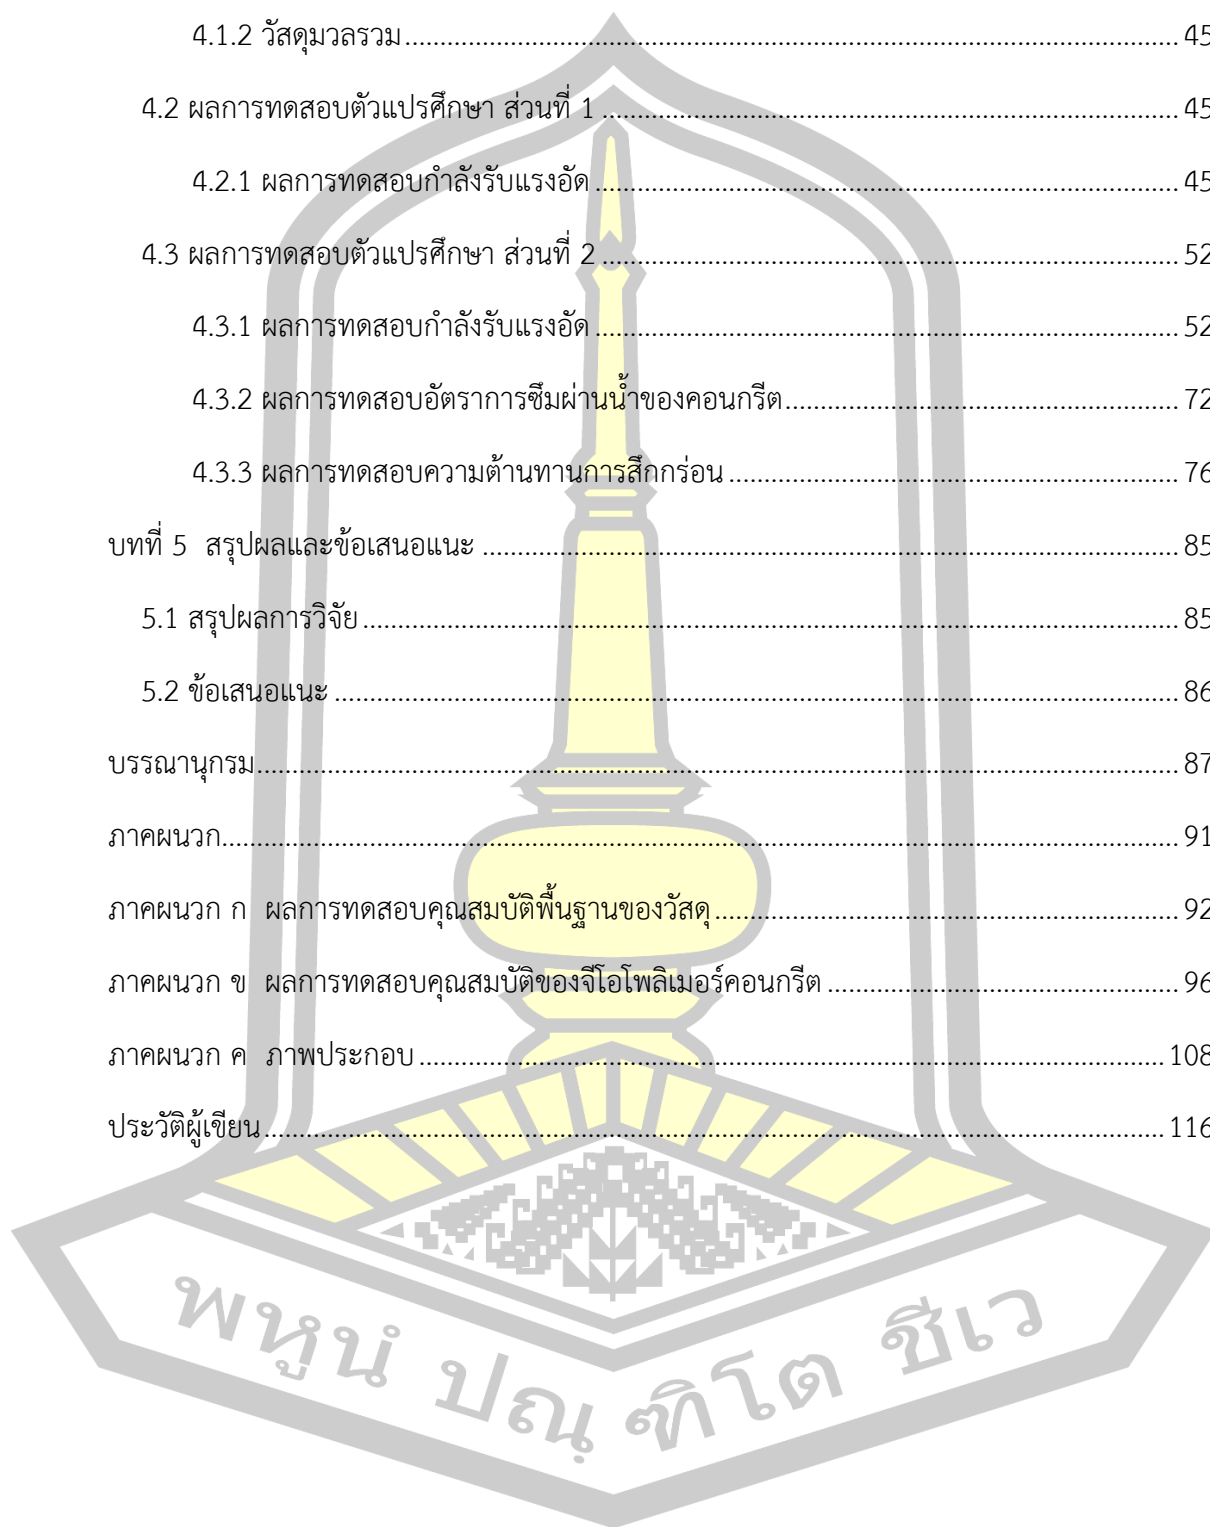 4.1.2 วัสดุมวลรวม.......................................................................................................... 45
4.2 ผลการทดสอบตัวแปรศึกษา ส่วนที่ 1 ............................................................................... 45
4.2.1 ผลการทดสอบกำลังรับแรงอัด ................................................................................ 45
4.3 ผลการทดสอบตัวแปรศึกษา ส่วนที่ 2 ............................................................................... 52
4.3.1 ผลการทดสอบกำลังรับแรงอัด ................................................................................ 52
4.3.2 ผลการทดสอบอัตราการซึมผ่านน้ำของคอนกรีต...................................................... 72
4.3.3 ผลการทดสอบความต้านทานการสึกกร่อน .............................................................. 76
บทที่ 5 สรุปผลและข้อเสนอแนะ ................................................................................................ 85
5.1 สรุปผลการวิจัย ................................................................................................................ 85
5.2 ข้อเสนอแนะ .................................................................................................................... 86
บรรณานุกรม............................................................................................................................... 87
ภาคผนวก.................................................................................................................................... 91
ภาคผนวก ก ผลการทดสอบคุณสมบัติพื้นฐานของวัสดุ ................................................................ 92
ภาคผนวก ข ผลการทดสอบคุณสมบัติของจีโอโพลิเมอร์คอนกรีต ................................................ 96
ภาคผนวก ค ภาพประกอบ ....................................................................................................... 108
ประวัติผู้เขียน ............................................................................................................................ 116
พหูนํ ปณฺฑิโต ชีเว